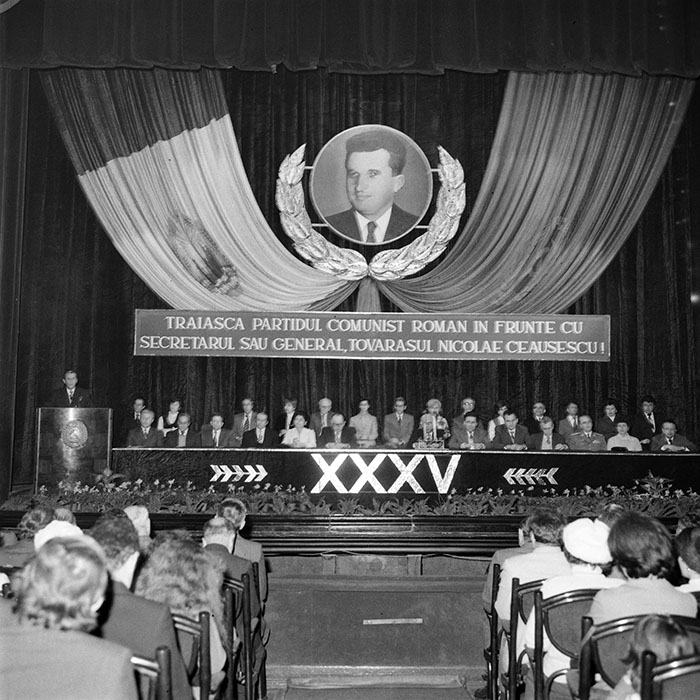 TRAIASCA PARTIDUL COMUNIST ROMAN IN FRUNTE CU
SECRETARUL SAU GENERAL, TOVARASUL NICOLAE CEAUSESCU!
XXXV